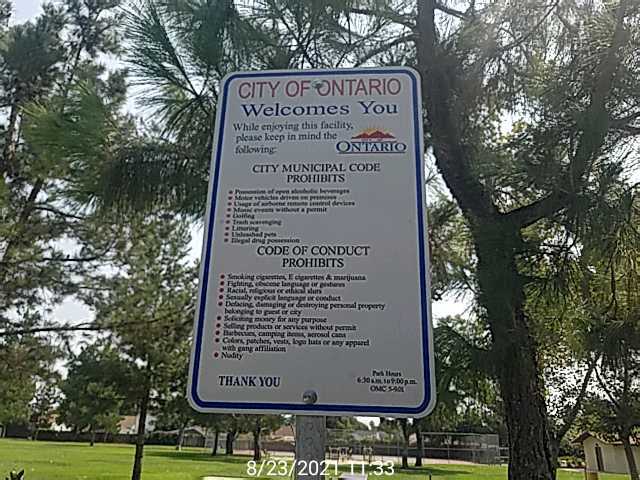 CITY OF ONTARIO
Welcomes You
While enjoying this facility,
please keep in mind the
following:
CITY OF
ONTARIO
CITY MUNICIPAL CODE
PROHIBITS
Possession of open alcoholic beverages
Motor vehicles driven on premises
Usage of airborne remote control devices
Music events without a permit
Golfing
Trash scavenging
Littering
Unleashed pets
Illegal drug possession
CODE OF CONDUCT
PROHIBITS
Smoking cigarettes, E cigarettes & marijuana
Fighting, obscene language or gestures
Racial, religious or ethical slurs
Sexually explicit language or conduct
Defacing, damaging or destroying personal property
belonging to guest or city
Soliciting money for any purpose
Selling products or services without permit
Barbecues, camping items, aerosol cans
Colors, patches, vests, logo hats or any apparel
with gang affiliation
Nudity
THANK YOU
Park Hours
6:30 a.m. to 9:00 p.m.
OMC 5-9.01
8/23/2021 11:33